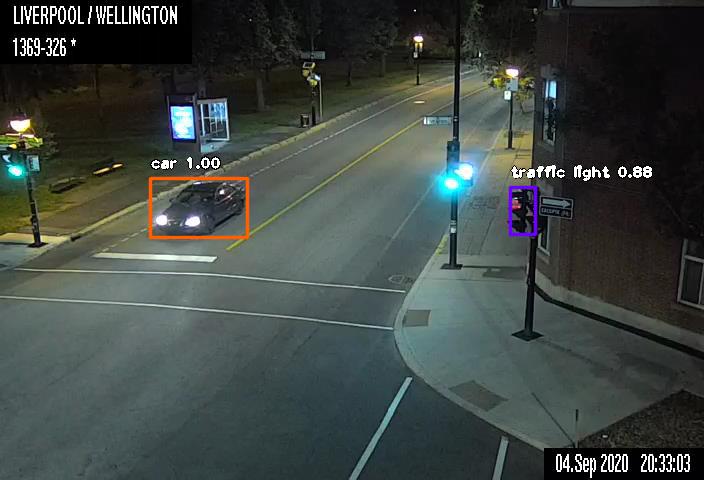 LIVERPOOL / WELLINGTON
1369-326 *
car 1.00
traffic light 0.88
04.Sep 2020 20:33:03